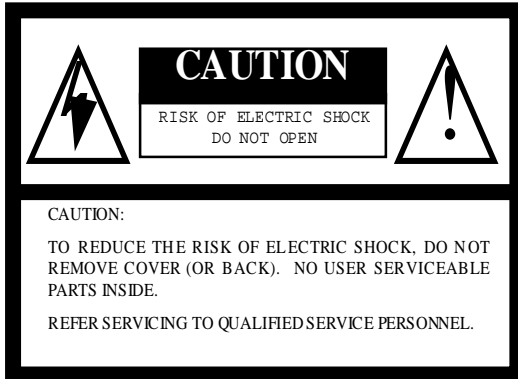 CAUTION
RISK OF ELECTRIC SHOCK
DO NOT OPEN
CAUTION:
TO REDUCE THE RISK OF ELECTRIC SHOCK, DO NOT
REMOVE COVER (OR BACK). NO USER SERVICEABLE
PARTS INSIDE.
REFER SERVICING TO QUALIFIED SERVICE PERSONNEL.